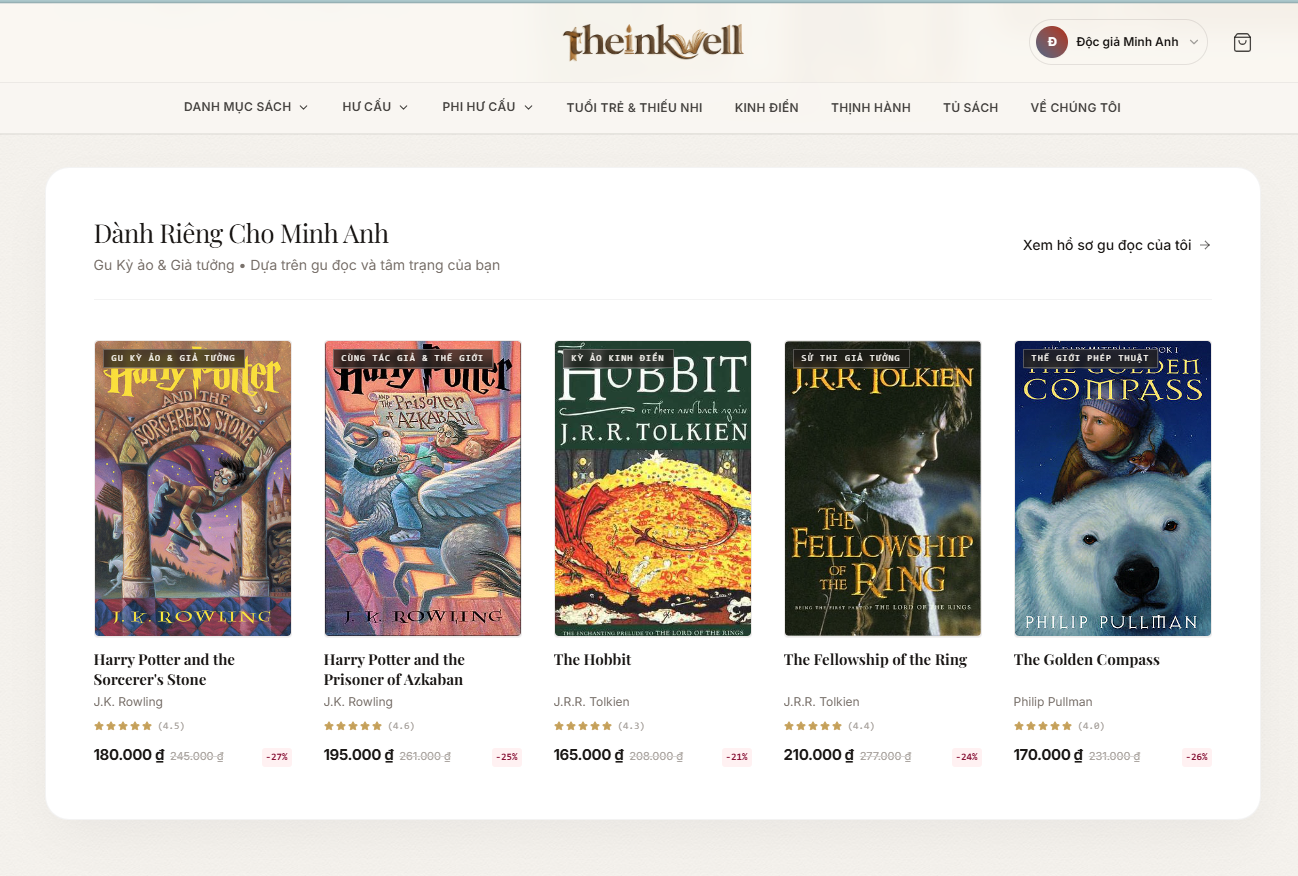 theinkwell
Đ Độc giả Minh Anh
DANH MỤC SÁCH HƯ CẤU PHI HƯ CẤU TUỔI TRẺ & THIẾU NHI KINH ĐIỂN THỊNH HÀNH TỦ SÁCH VỀ CHÚNG TÔI
Dành Riêng Cho Minh Anh
Gu Kỳ ảo & Giả tưởng • Dựa trên gu đọc và tâm trạng của bạn
Xem hồ sơ gu đọc của tôi →
GU KỲ ẢO & GIẢ TƯỞNG
Harry Potter
AND THE
SORCERER'S STONE
J. K. ROWLING
Harry Potter and the
Sorcerer's Stone
J.K. Rowling
(4.5)
180.000 ₫ 245.000 ₫ -27%
CÙNG TÁC GIẢ & THẾ GIỚI
Harry Potter
AND THE
Prisoner
of AZKABAN
J. K. ROWLING
Harry Potter and the
Prisoner of Azkaban
J.K. Rowling
(4.6)
195.000 ₫ 261.000 ₫ -25%
KỲ ẢO KINH ĐIỂN
HOBBIT
or there and back again
J.R.R. TOLKIEN
THE ENCHANTING PRELUDE TO THE LORD OF THE RINGS
The Hobbit
J.R.R. Tolkien
(4.3)
165.000 ₫ 208.000 ₫ -21%
SỬ THI GIẢ TƯỞNG
J.R.R. TOLKIEN
THE
FELLOWSHIP
OF
THE RING
BEING THE FIRST PART OF THE LORD OF THE RINGS
The Fellowship of the Ring
J.R.R. Tolkien
(4.4)
210.000 ₫ 277.000 ₫ -24%
THẾ GIỚI PHÉP THUẬT
HIS DARK MATERIALS · BOOK I
THE GOLDEN
COMPASS
PHILIP PULLMAN
The Golden Compass
Philip Pullman
(4.0)
170.000 ₫ 231.000 ₫ -26%